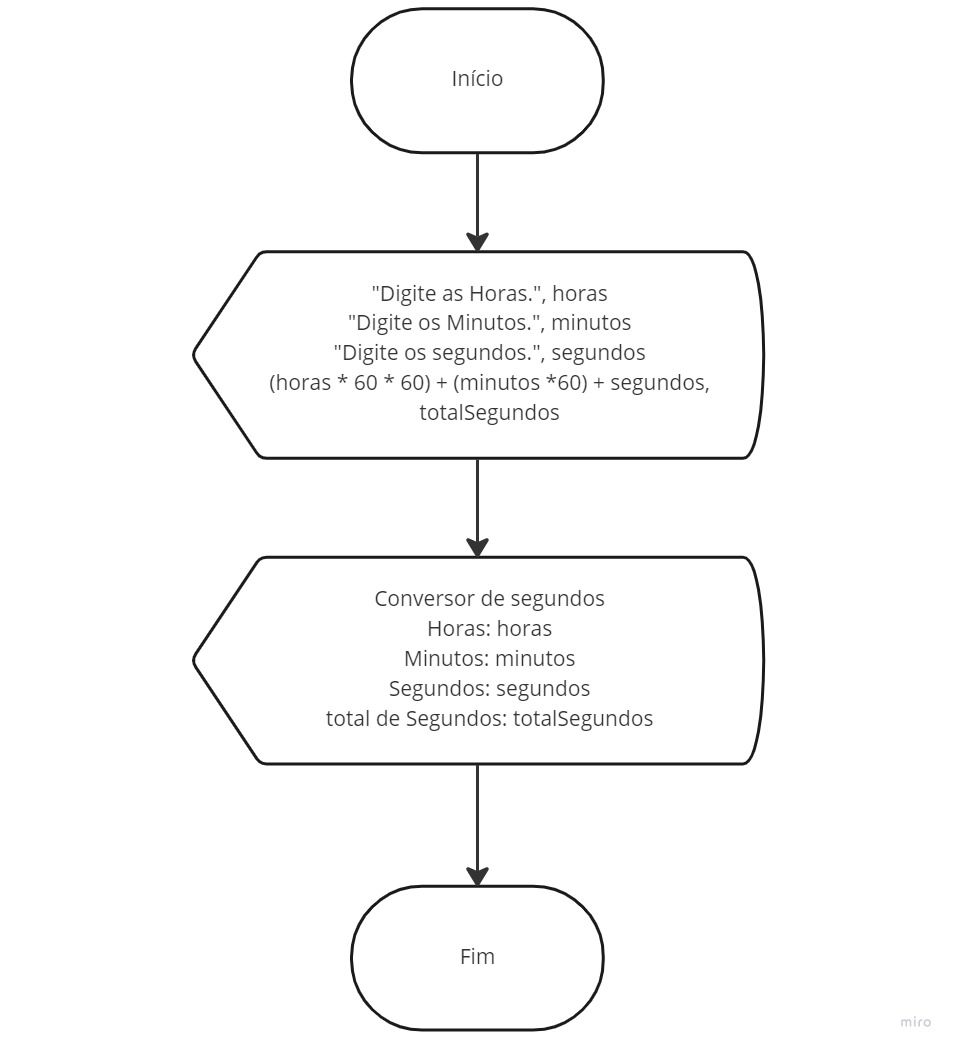 Início
"Digite as Horas.", horas
"Digite os Minutos.", minutos
"Digite os segundos.", segundos
(horas * 60 * 60) + (minutos *60) + segundos,
totalSegundos
Conversor de segundos
Horas: horas
Minutos: minutos
Segundos: segundos
total de Segundos: totalSegundos
Fim
miro